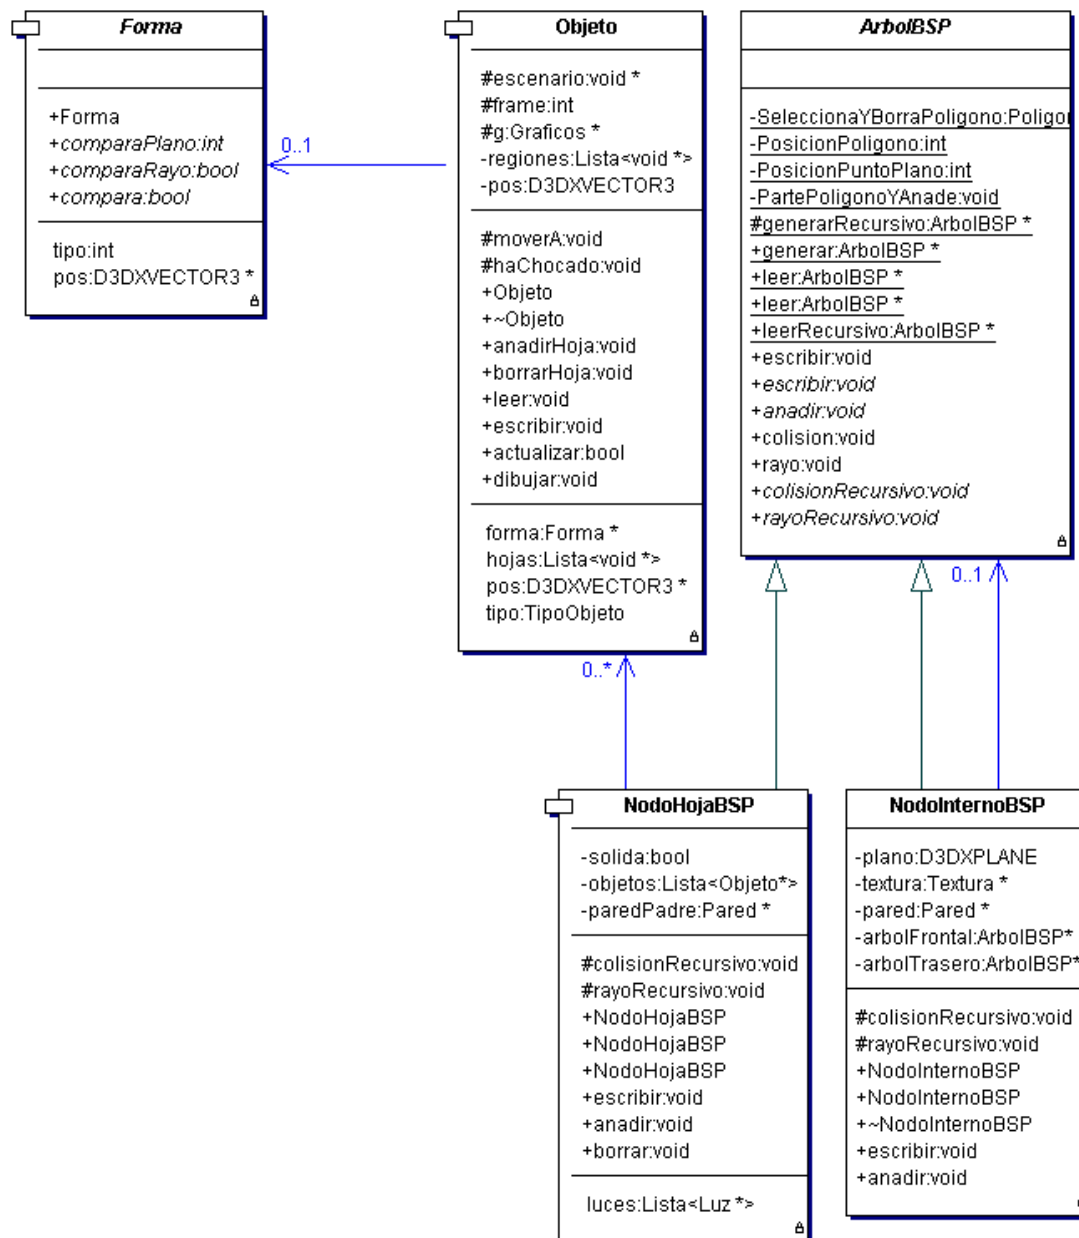 Forma
+Forma
+comparaPlano:int
+comparaRayo:bool
+compara:bool
tipo:int
pos:D3DXVECTOR3 *
0..1
Objeto
#escenario:void *
#frame:int
#g:Graficos *
-regiones:Lista<void *>
-pos:D3DXVECTOR3
#moverA:void
#haChocado:void
+Objeto
+~Objeto
+anadirHoja:void
+borrarHoja:void
+leer:void
+escribir:void
+actualizar:bool
+dibujar:void
forma:Forma *
hojas:Lista<void *>
pos:D3DXVECTOR3 *
tipo:TipoObjeto
0..*
ArbolBSP
-SeleccionaYBorraPoligono:Poligon
-PosicionPoligono:int
-PosicionPuntoPlano:int
-PartePoligonoYAnade:void
#generarRecursivo:ArbolBSP *
+generar:ArbolBSP *
+leer:ArbolBSP *
+leer:ArbolBSP *
+leerRecursivo:ArbolBSP *
+escribir:void
+escribir:void
+anadir:void
+colision:void
+rayo:void
+colisionRecursivo:void
+rayoRecursivo:void
0..1
NodoHojaBSP
-solida:bool
-objetos:Lista<Objeto*>
-paredPadre:Pared *
#colisionRecursivo:void
#rayoRecursivo:void
+NodoHojaBSP
+NodoHojaBSP
+NodoHojaBSP
+escribir:void
+anadir:void
+borrar:void
luces:Lista<Luz *>
NodoInternoBSP
-plano:D3DXPLANE
-textura:Textura *
-pared:Pared *
-arbolFrontal:ArbolBSP*
-arbolTrasero:ArbolBSP*
#colisionRecursivo:void
#rayoRecursivo:void
+NodoInternoBSP
+NodoInternoBSP
+~NodoInternoBSP
+escribir:void
+anadir:void